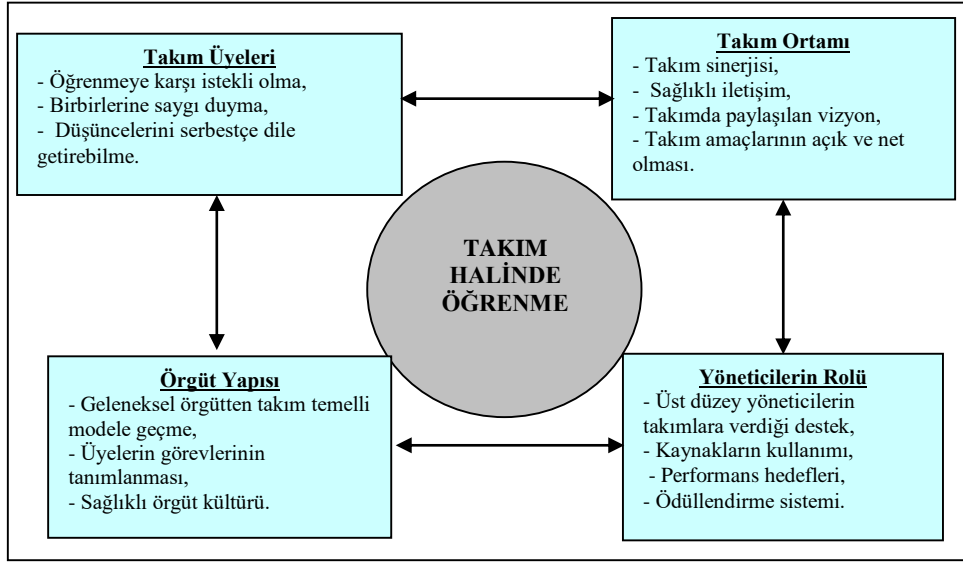 Takım Üyeleri
- Öğrenmeye karşı istekli olma,
- Birbirlerine saygı duyma,
- Düşüncelerini serbestçe dile
getirebilme.
Takım Ortamı
- Takım sinerjisi,
- Sağlıklı iletişim,
- Takımda paylaşılan vizyon,
- Takım amaçlarının açık ve net
olması.
TAKIM
HALİNDE
ÖĞRENME
Örgüt Yapısı
- Geleneksel örgütten takım temelli
modele geçme,
- Üyelerin görevlerinin
tanımlanması,
- Sağlıklı örgüt kültürü.
Yöneticilerin Rolü
- Üst düzey yöneticilerin
takımlara verdiği destek,
- Kaynakların kullanımı,
- Performans hedefleri,
- Ödüllendirme sistemi.